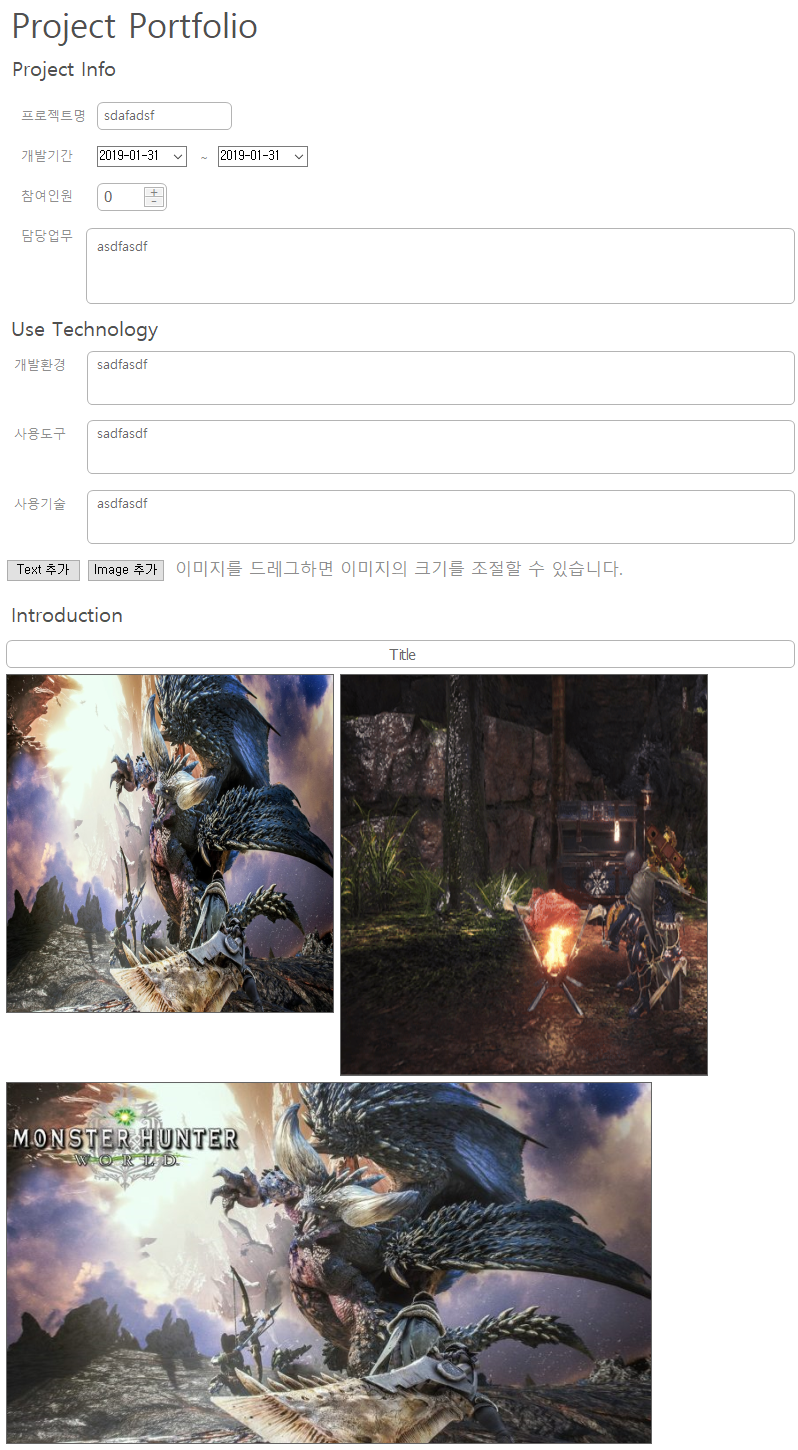 Project Portfolio
Project Info
프로젝트명 sdafadsf
개발기간 2019-01-31 ~ 2019-01-31
참여인원 0 + -
담당업무 asdfasdf
Use Technology
개발환경 sadfasdf
사용도구 sadfasdf
사용기술 asdfasdf
Text 추가 Image 추가 이미지를 드레그하면 이미지의 크기를 조절할 수 있습니다.
Introduction
Title
MONSTER HUNTER
WORLD